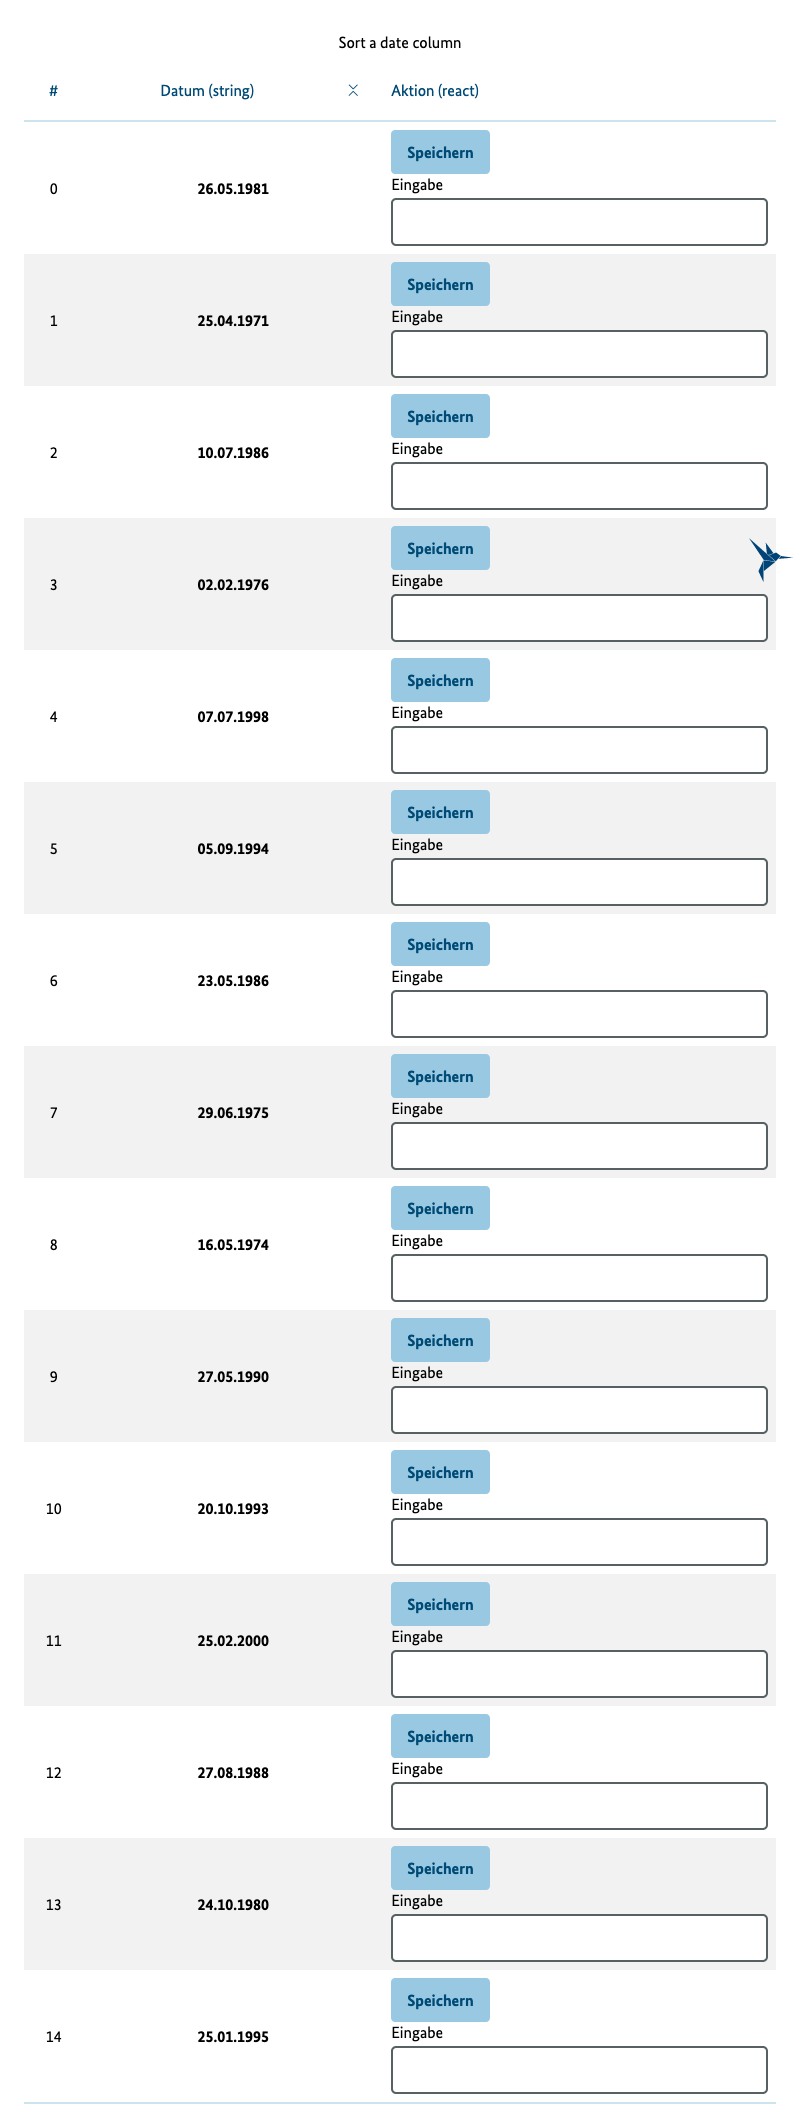 Sort a date column
# Datum (string) Aktion (react)
Speichern
Eingabe
0 26.05.1981
Speichern
Eingabe
1 25.04.1971
Speichern
Eingabe
2 10.07.1986
Speichern
Eingabe
3 02.02.1976
Speichern
Eingabe
4 07.07.1998
Speichern
Eingabe
5 05.09.1994
Speichern
Eingabe
6 23.05.1986
Speichern
Eingabe
7 29.06.1975
Speichern
Eingabe
8 16.05.1974
Speichern
Eingabe
9 27.05.1990
Speichern
Eingabe
10 20.10.1993
Speichern
Eingabe
11 25.02.2000
Speichern
Eingabe
12 27.08.1988
Speichern
Eingabe
13 24.10.1980
Speichern
Eingabe
14 25.01.1995